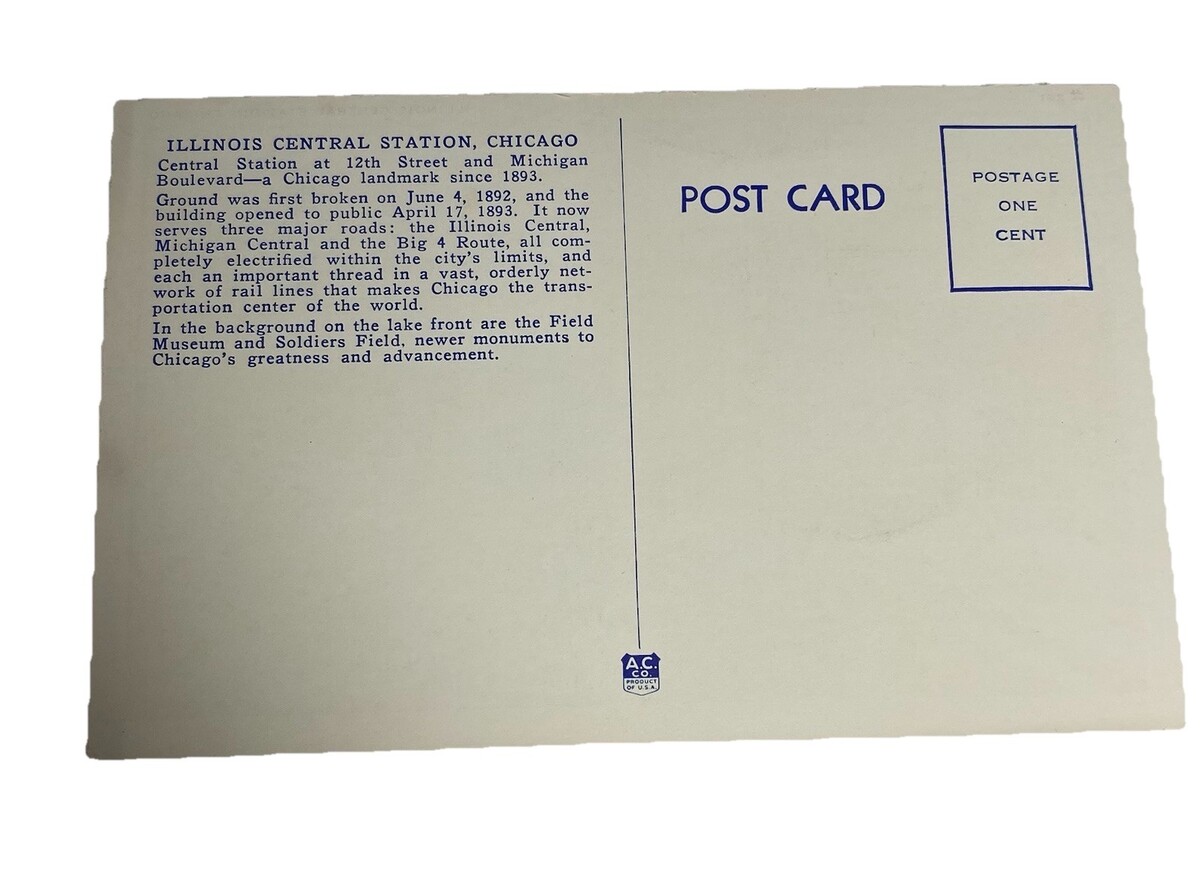 ILLINOIS CENTRAL STATION, CHICAGO
Central Station at 12th Street and Michigan
Boulevard—a Chicago landmark since 1893.
Ground was first broken on June 4, 1892, and the
building opened to public April 17, 1893. It now
serves three major roads: the Illinois Central,
Michigan Central and the Big 4 Route, all com-
pletely electrified within the city's limits, and
each an important thread in a vast, orderly net-
work of rail lines that makes Chicago the trans-
portation center of the world.
In the background on the lake front are the Field
Museum and Soldiers Field, newer monuments to
Chicago's greatness and advancement.
POST CARD
POSTAGE
ONE
CENT
A.C.
CO.
PRODUCT
OF U.S.A.